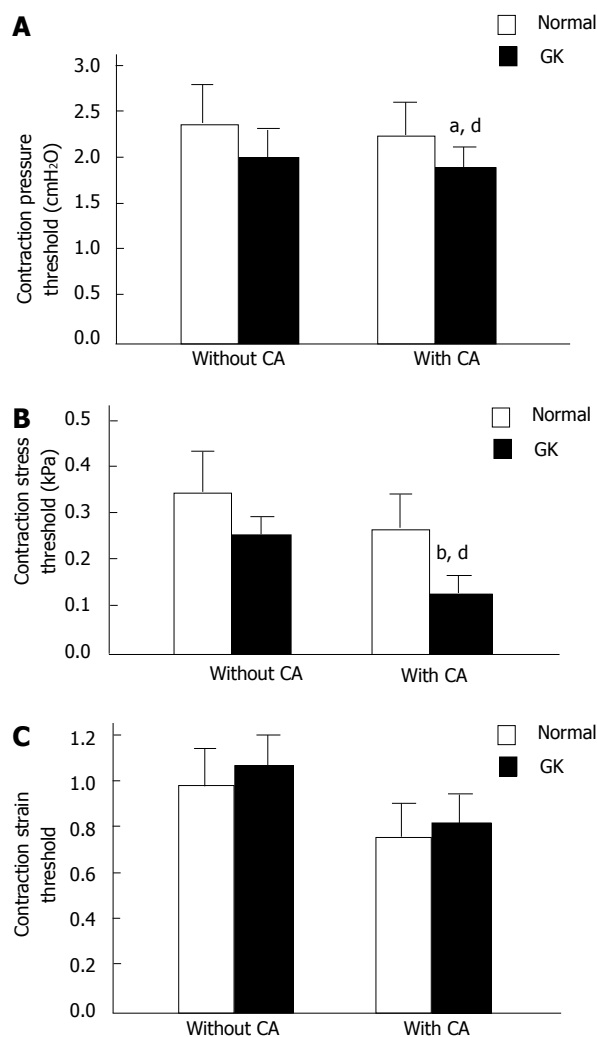 A
Normal
GK
Contraction pressure
threshold (cmH₂O)
3.0
2.5
2.0
1.5
1.0
0.5
0.0
a, d
Without CA
With CA
B
Normal
GK
Contraction stress
threshold (kPa)
0.5
0.4
0.3
0.2
0.1
0.0
b, d
Without CA
With CA
C
Normal
GK
Contraction strain
threshold
1.2
1.0
0.8
0.6
0.4
0.2
0.0
Without CA
With CA